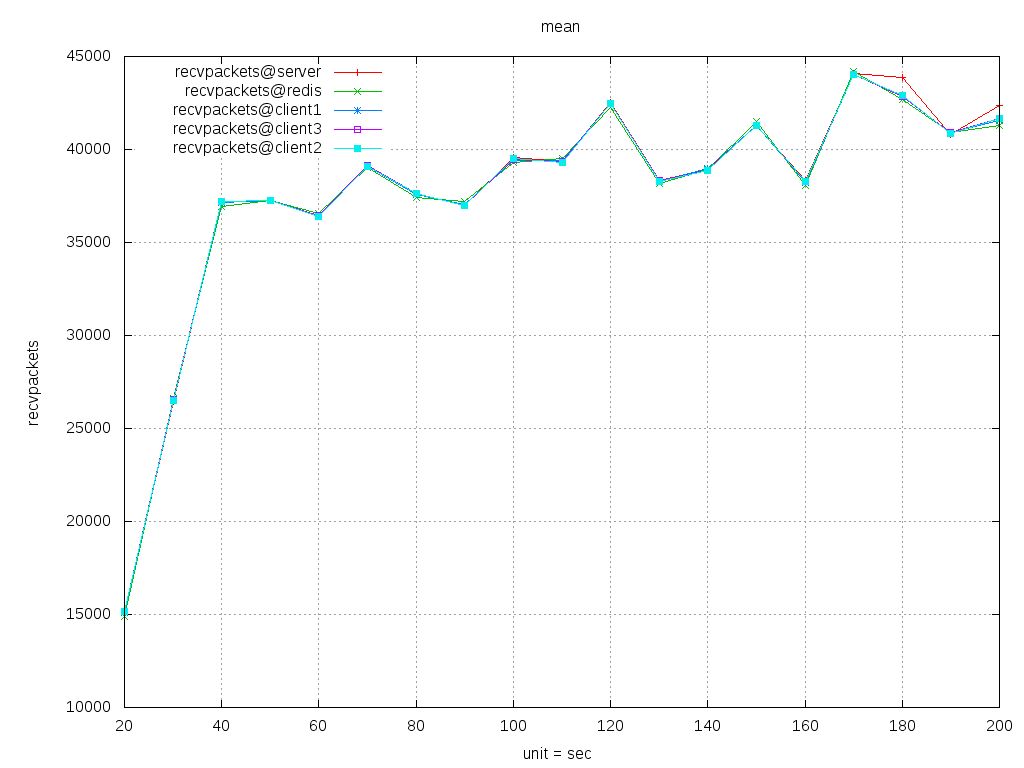 mean
45000
40000
35000
30000
25000
20000
15000
10000
recvpackets@server
recvpackets@redis
recvpackets@client1
recvpackets@client3
recvpackets@client2
recvpackets
20 40 60 80 100 120 140 160 180 200
unit = sec